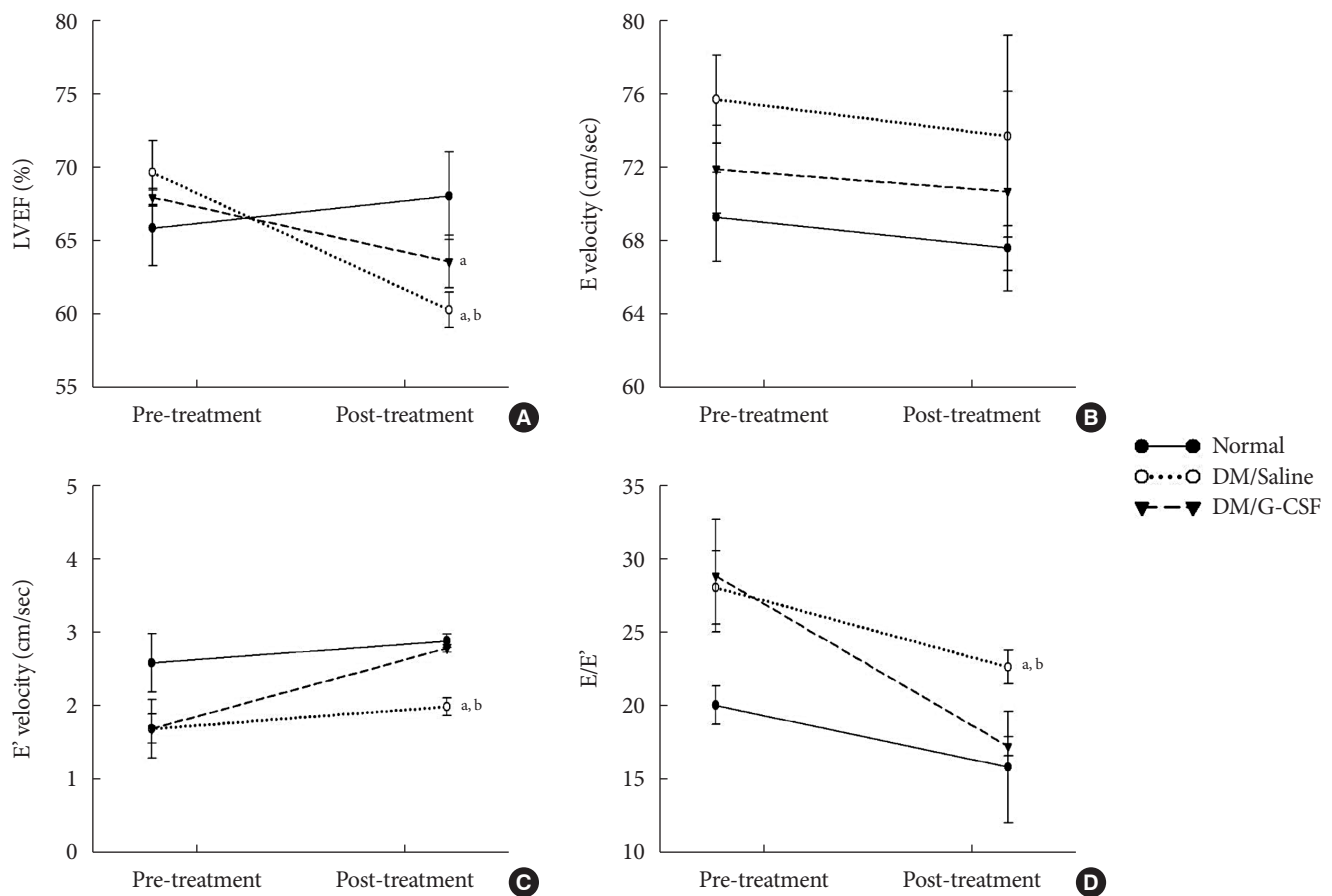 80
75
70
65
60
55
LVEF (%)
a
a, b
Pre-treatment
Post-treatment
A
80
76
72
68
64
60
E velocity (cm/sec)
Pre-treatment
Post-treatment
B
Normal
DM/Saline
DM/G-CSF
5
4
3
2
1
0
E' velocity (cm/sec)
a, b
Pre-treatment
Post-treatment
C
35
30
25
20
15
10
E/E'
a, b
Pre-treatment
Post-treatment
D